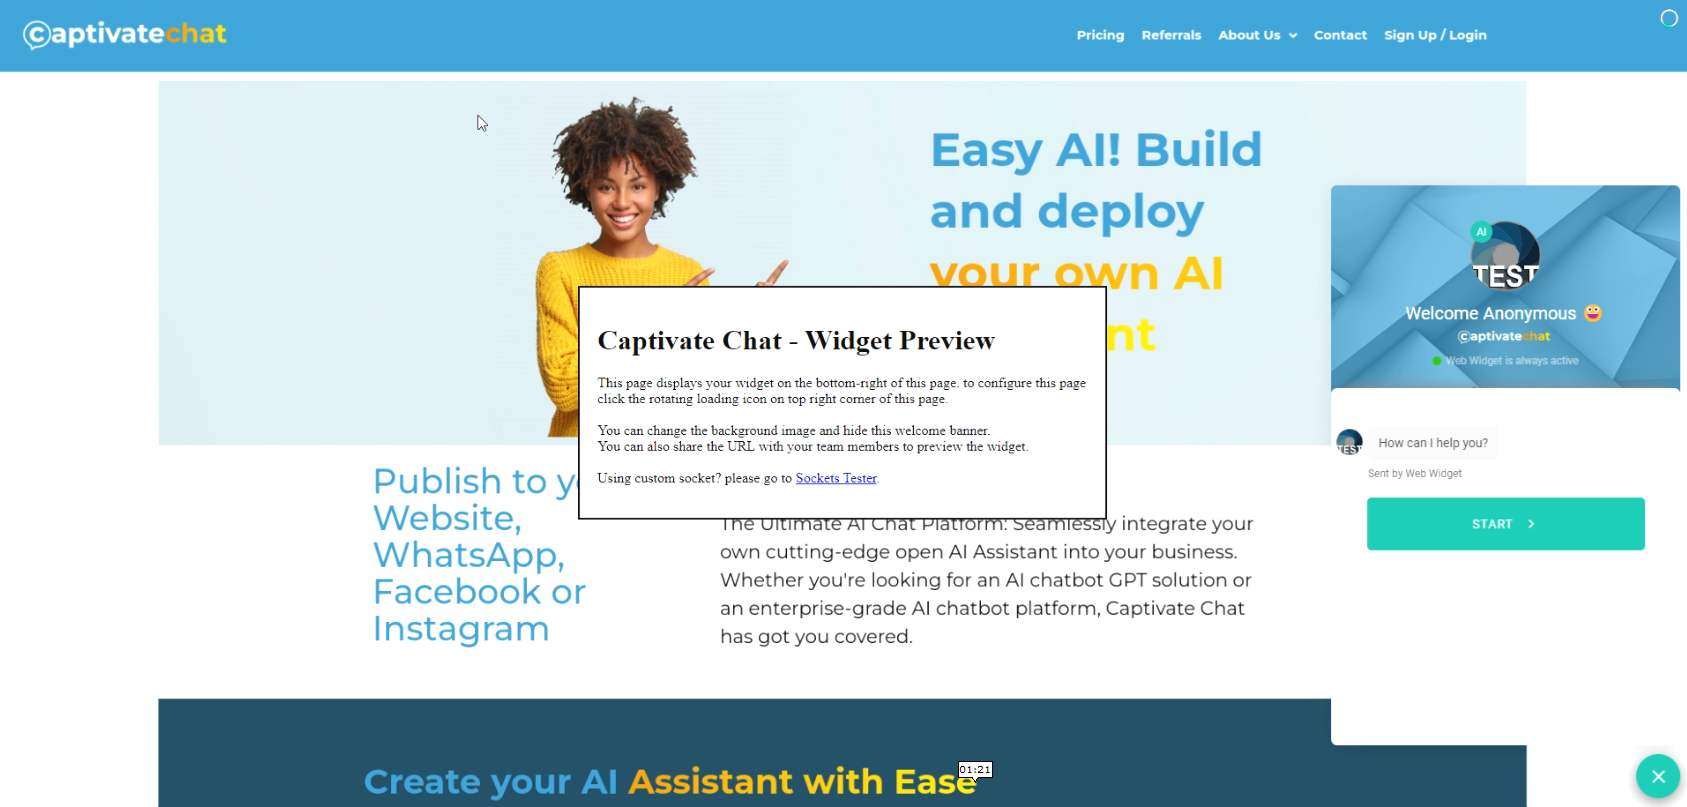 captivatechat
Pricing
Referrals
About Us
Contact
Sign Up / Login
Easy AI! Build
and deploy
your own AI
nt
Captivate Chat - Widget Preview
This page displays your widget on the bottom-right of this page. to configure this page
click the rotating loading icon on top right corner of this page.
You can change the background image and hide this welcome banner.
You can also share the URL with your team members to preview the widget.
Using custom socket? please go to Sockets Tester.
Publish to y
Website,
WhatsApp,
Facebook or
Instagram
The Ultimate AI Chat Platform: Seamlessly integrate your
own cutting-edge open AI Assistant into your business.
Whether you're looking for an AI chatbot GPT solution or
an enterprise-grade AI chatbot platform, Captivate Chat
has got you covered.
Create your AI Assistant with Ease
01:21
AI
TEST
Welcome Anonymous
captivatechat
Web Widget is always active
TEST
How can I help you?
Sent by Web Widget
START